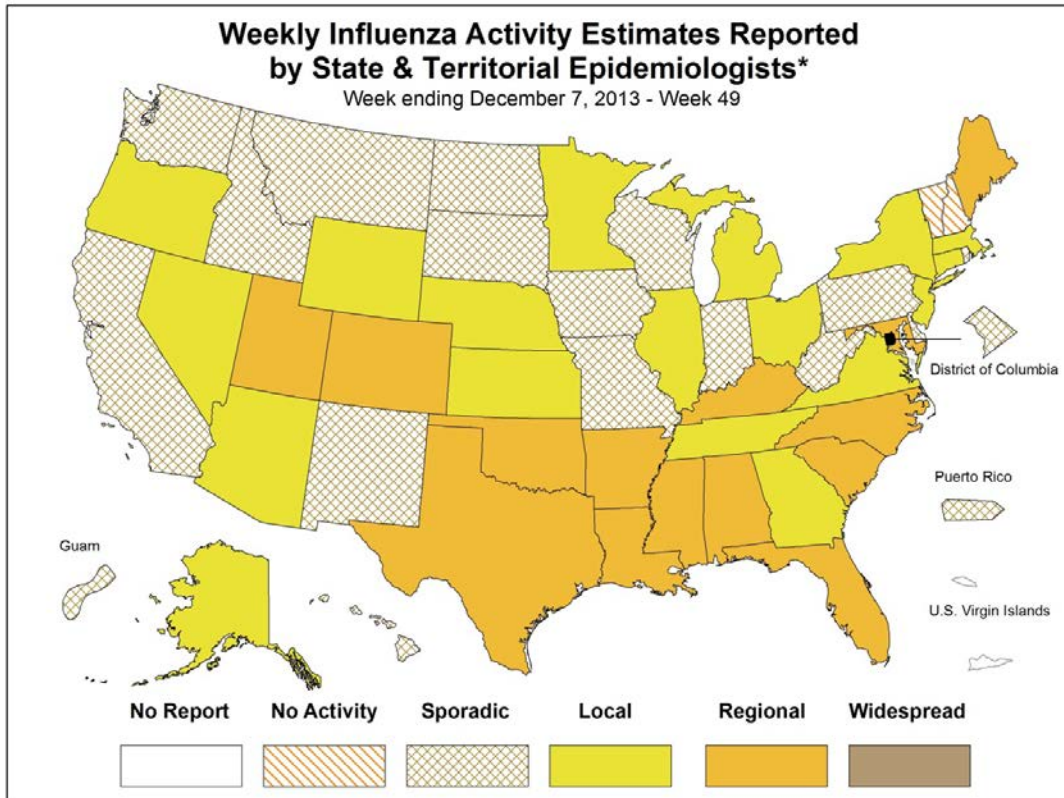 Weekly Influenza Activity Estimates Reported
by State & Territorial Epidemiologists*
Week ending December 7, 2013 - Week 49
District of Columbia
Puerto Rico
Guam
U.S. Virgin Islands
No Report No Activity Sporadic Local Regional Widespread